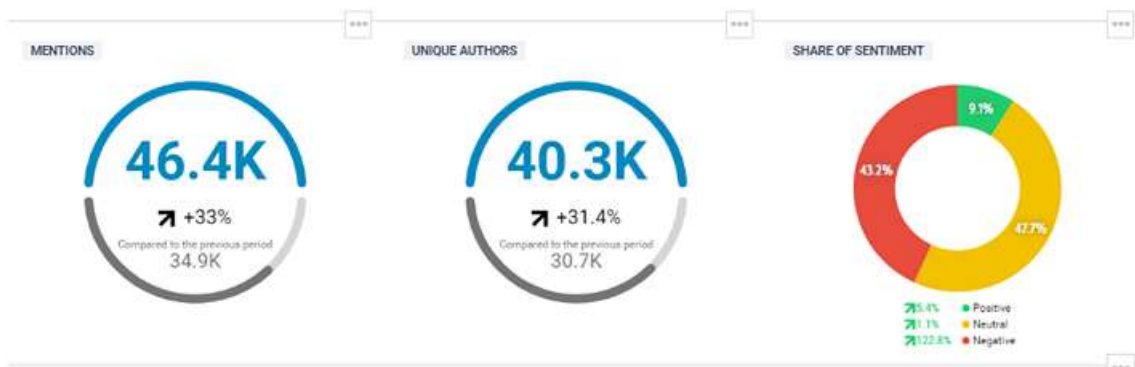 MENTIONS
46.4K
+33%
Compared to the previous period
34.9K
UNIQUE AUTHORS
40.3K
+31.4%
Compared to the previous period
30.7K
SHARE OF SENTIMENT
9.1%
43.2%
47.7%
5.4% Positive
1.1% Neutral
122.8% Negative